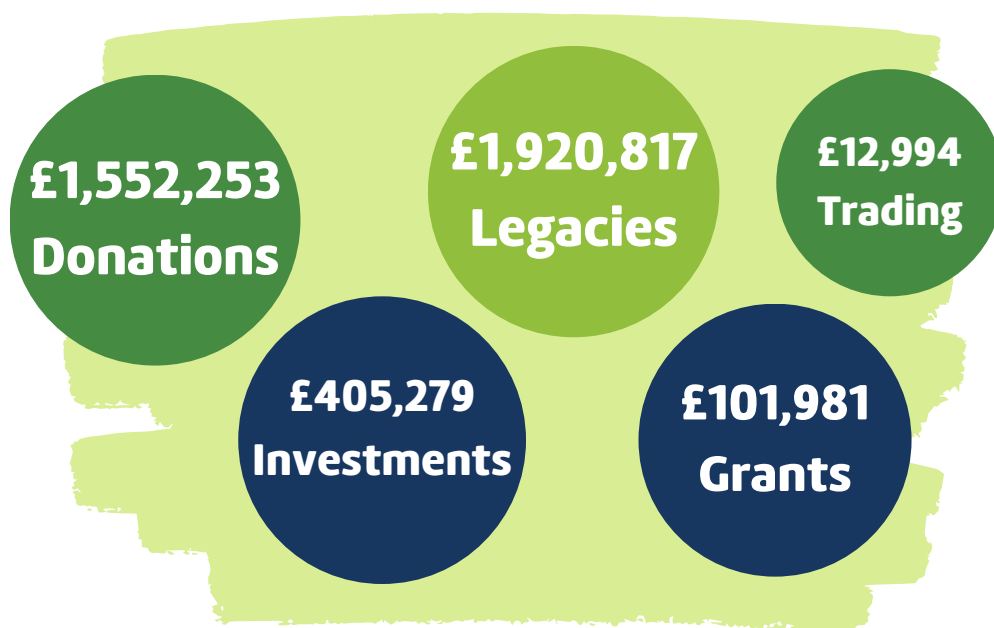 £1,552,253
Donations
£1,920,817
Legacies
£12,994
Trading
£405,279
Investments
£101,981
Grants